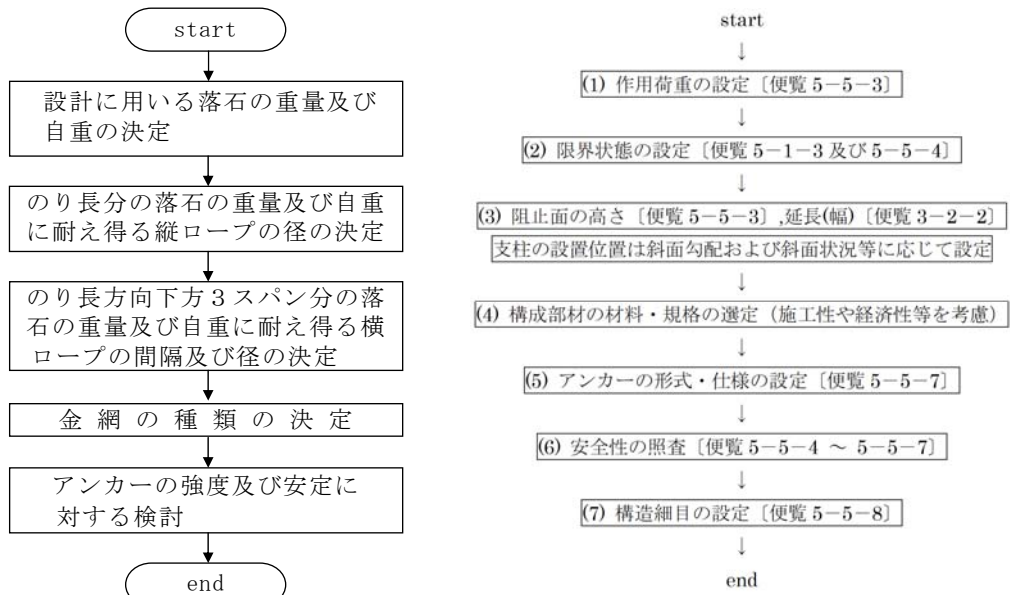 start
設計に用いる落石の重量及び
自重の決定
のり長分の落石の重量及び自重
に耐え得る縦ロープの径の決定
のり長方向下方３スパン分の落
石の重量及び自重に耐え得る横
ロープの間隔及び径の決定
金網の種類の決定
アンカーの強度及び安定に
対する検討
end
start
↓
(1) 作用荷重の設定〔便覧 5－5－3〕
↓
(2) 限界状態の設定〔便覧 5－1－3 及び 5－5－4〕
↓
(3) 阻止面の高さ〔便覧 5－5－3〕,延長(幅)〔便覧 3－2－2〕
支柱の設置位置は斜面勾配および斜面状況等に応じて設定
↓
(4) 構成部材の材料・規格の選定（施工性や経済性等を考慮）
↓
(5) アンカーの形式・仕様の設定〔便覧 5－5－7〕
↓
(6) 安全性の照査〔便覧 5－5－4 ～ 5－5－7〕
↓
(7) 構造細目の設定〔便覧 5－5－8〕
↓
end